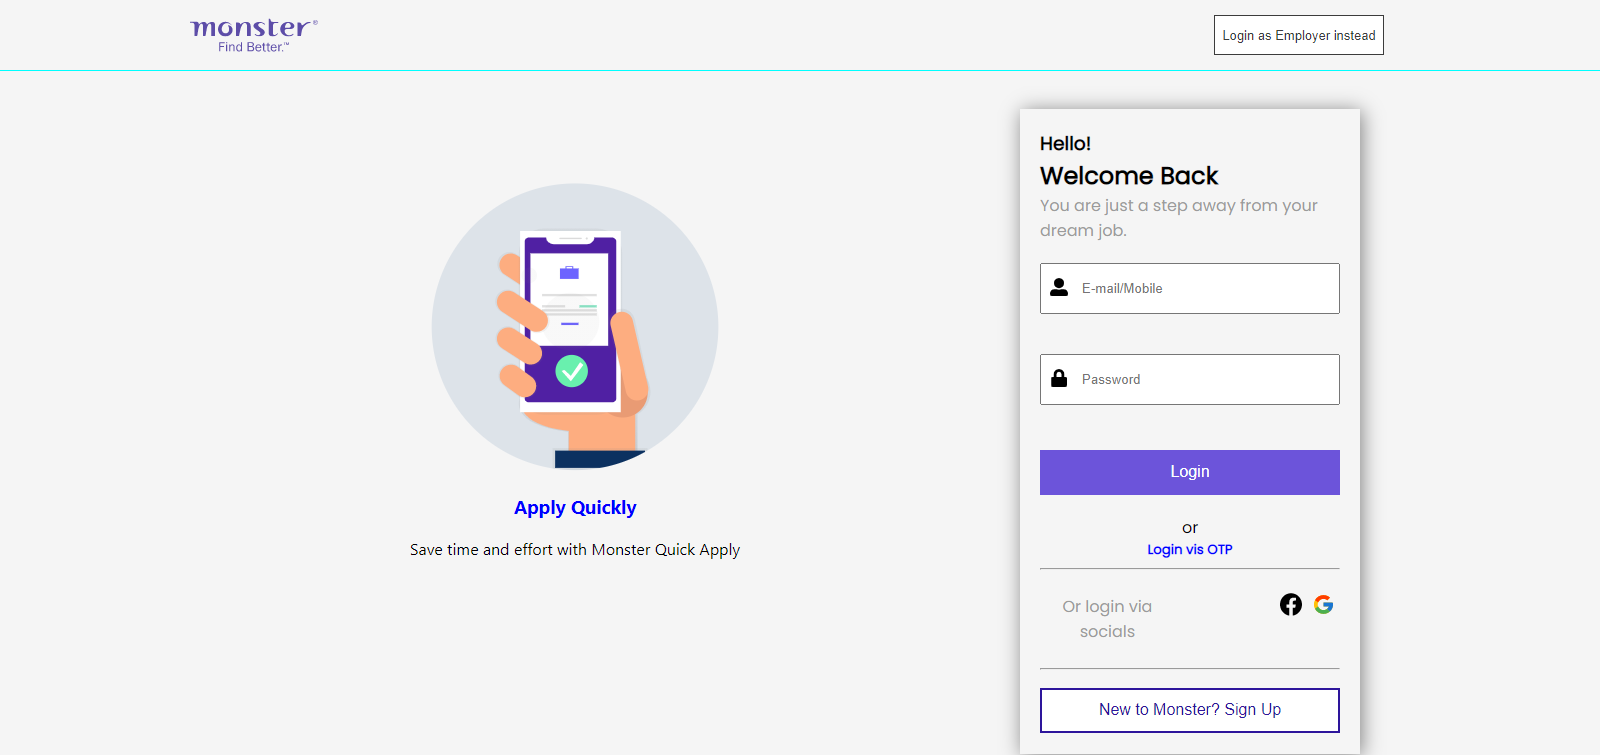 monster®
Find Better.™
Login as Employer instead
Hello!
Welcome Back
You are just a step away from your
dream job.
E-mail/Mobile
Password
Login
or
Login vis OTP
Or login via
socials
New to Monster? Sign Up
Apply Quickly
Save time and effort with Monster Quick Apply